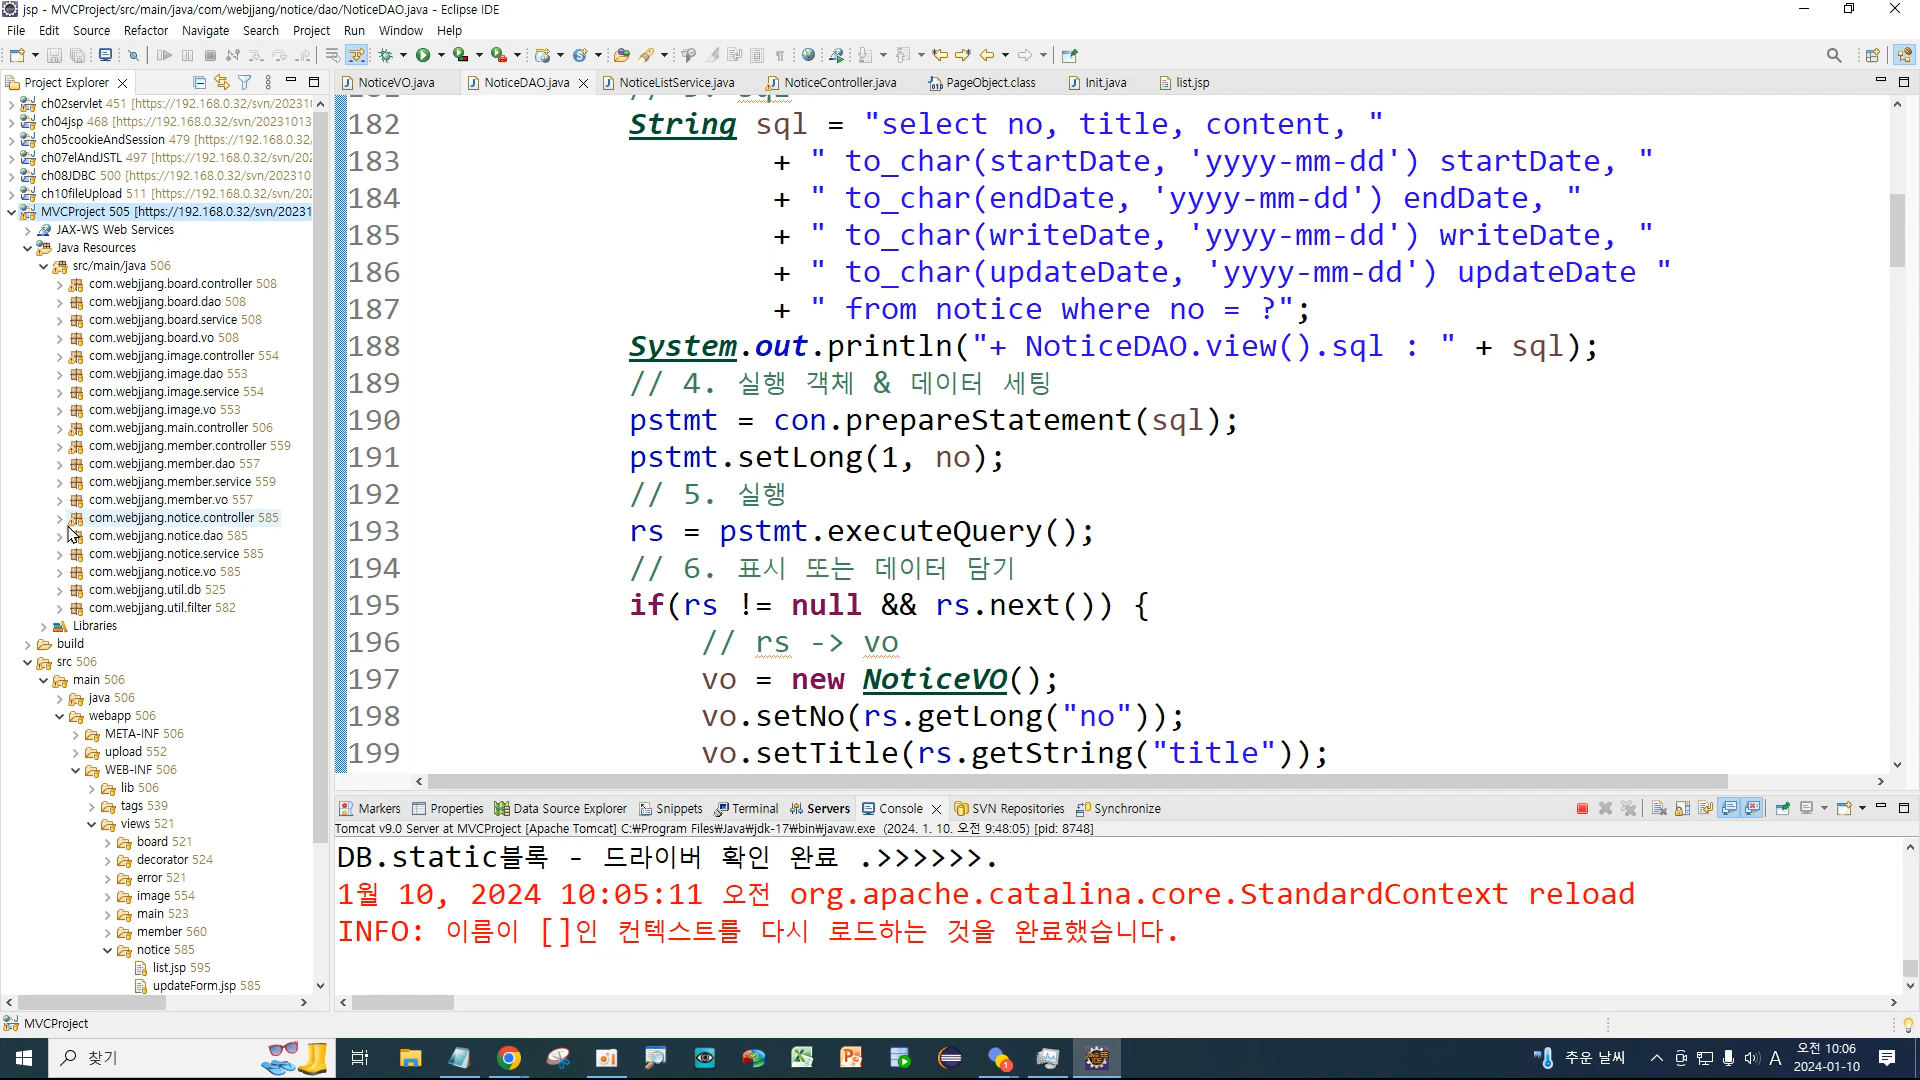 jsp - MVCProject/src/main/java/com/webjjang/notice/dao/NoticeDAO.java - Eclipse IDE
File Edit Source Refactor Navigate Search Project Run Window Help
Project Explorer
NoticeVO.java NoticeDAO.java NoticeListService.java NoticeController.java PageObject.class Init.java list.jsp
ch02servlet 451 [https://192.168.0.32/svn/202310
ch04jsp 468 [https://192.168.0.32/svn/20231013
ch05cookieAndSession 479 [https://192.168.0.32/
ch07elAndJSTL 497 [https://192.168.0.32/svn/202
ch08JDBC 500 [https://192.168.0.32/svn/202310
ch10fileUpload 511 [https://192.168.0.32/svn/202
MVCProject 505 [https://192.168.0.32/svn/20231
JAX-WS Web Services
Java Resources
src/main/java 506
com.webjjang.board.controller 508
com.webjjang.board.dao 508
com.webjjang.board.service 508
com.webjjang.board.vo 508
com.webjjang.image.controller 554
com.webjjang.image.dao 553
com.webjjang.image.service 554
com.webjjang.image.vo 553
com.webjjang.main.controller 506
com.webjjang.member.controller 559
com.webjjang.member.dao 557
com.webjjang.member.service 559
com.webjjang.member.vo 557
com.webjjang.notice.controller 585
com.webjjang.notice.dao 585
com.webjjang.notice.service 585
com.webjjang.notice.vo 585
com.webjjang.util.db 525
com.webjjang.util.filter 582
Libraries
build
src 506
main 506
java 506
webapp 506
META-INF 506
upload 552
WEB-INF 506
lib 506
tags 539
views 521
board 521
decorator 524
error 521
image 554
main 523
member 560
notice 585
list.jsp 595
updateForm.jsp 585
182 String sql = "select no, title, content, "
183 + " to_char(startDate, 'yyyy-mm-dd') startDate, "
184 + " to_char(endDate, 'yyyy-mm-dd') endDate, "
185 + " to_char(writeDate, 'yyyy-mm-dd') writeDate, "
186 + " to_char(updateDate, 'yyyy-mm-dd') updateDate "
187 + " from notice where no = ?";
188 System.out.println("+ NoticeDAO.view().sql : " + sql);
189 // 4. 실행 객체 & 데이터 세팅
190 pstmt = con.prepareStatement(sql);
191 pstmt.setLong(1, no);
192 // 5. 실행
193 rs = pstmt.executeQuery();
194 // 6. 표시 또는 데이터 담기
195 if(rs != null && rs.next()) {
196 // rs -> vo
197 vo = new NoticeVO();
198 vo.setNo(rs.getLong("no"));
199 vo.setTitle(rs.getString("title"));
Markers Properties Data Source Explorer Snippets Terminal Servers Console SVN Repositories Synchronize
Tomcat v9.0 Server at MVCProject [Apache Tomcat] C:₩Program Files₩Java₩jdk-17₩bin₩javaw.exe (2024. 1. 10. 오전 9:48:05) [pid: 8748]
DB.static블록 - 드라이버 확인 완료 .>>>>>>.
1월 10, 2024 10:05:11 오전 org.apache.catalina.core.StandardContext reload
INFO: 이름이 []인 컨텍스트를 다시 로드하는 것을 완료했습니다.
MVCProject
찾기
추운 날씨
A
오전 10:06
2024-01-10